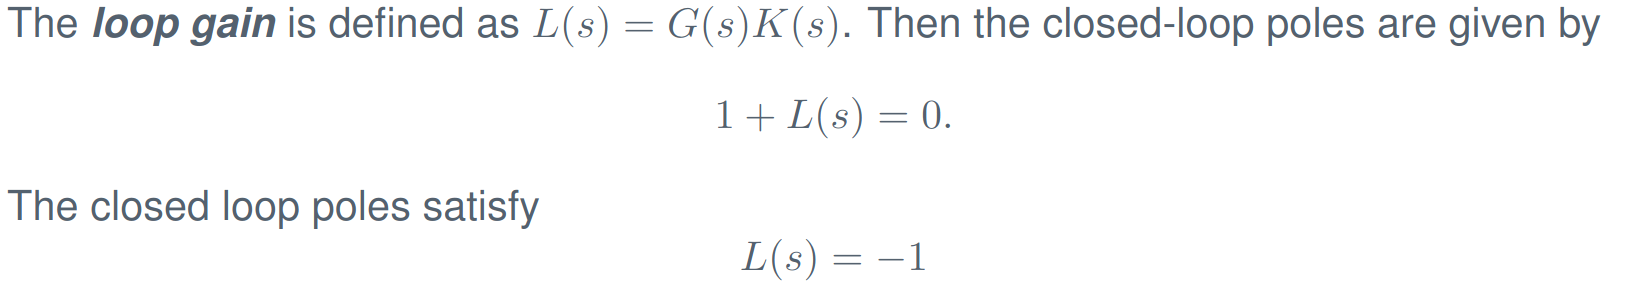 The loop gain is defined as L(s) = G(s)K(s). Then the closed-loop poles are given by
1 + L(s) = 0.
The closed loop poles satisfy
L(s) = −1